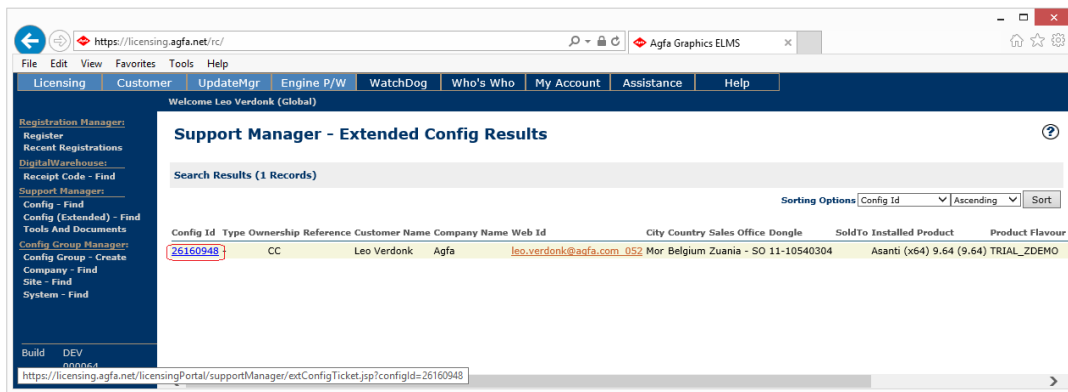 https://licensing.agfa.net/rc/
Agfa Graphics ELMS
File Edit View Favorites Tools Help
Licensing Customer UpdateMgr Engine P/W WatchDog Who's Who My Account Assistance Help
Welcome Leo Verdonk (Global)
Registration Manager:
Register
Recent Registrations
DigitalWarehouse:
Receipt Code - Find
Support Manager:
Config - Find
Config (Extended) - Find
Tools And Documents
Config Group Manager:
Config Group - Create
Company - Find
Site - Find
System - Find
Build DEV
Support Manager - Extended Config Results
Search Results (1 Records)
Sorting Options Config Id Ascending Sort
Config Id Type Ownership Reference Customer Name Company Name Web Id City Country Sales Office Dongle SoldTo Installed Product Product Flavour
26160948 - CC Leo Verdonk Agfa leo.verdonk@agfa.com_052 Mor Belgium Zuania - SO 11-10540304 Asanti (x64) 9.64 (9.64) TRIAL_ZDEMO
https://licensing.agfa.net/licensingPortal/supportManager/extConfigTicket.jsp?configId=26160948